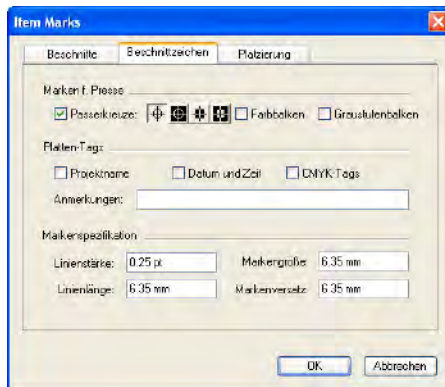 Item Marks
Beschnitte Beschnittzeichen Platzierung
Marken f. Presse
Passerkreuze: Farbbalken Graustufenbalken
Platten-Tags
Projektname Datum und Zeit CMYK-Tags
Anmerkungen:
Markenspezifikation
Linienstärke: 0.25 pt Markengröße: 6.35 mm
Linienlänge: 6.35 mm Markenversatz: 6.35 mm
OK Abbrechen